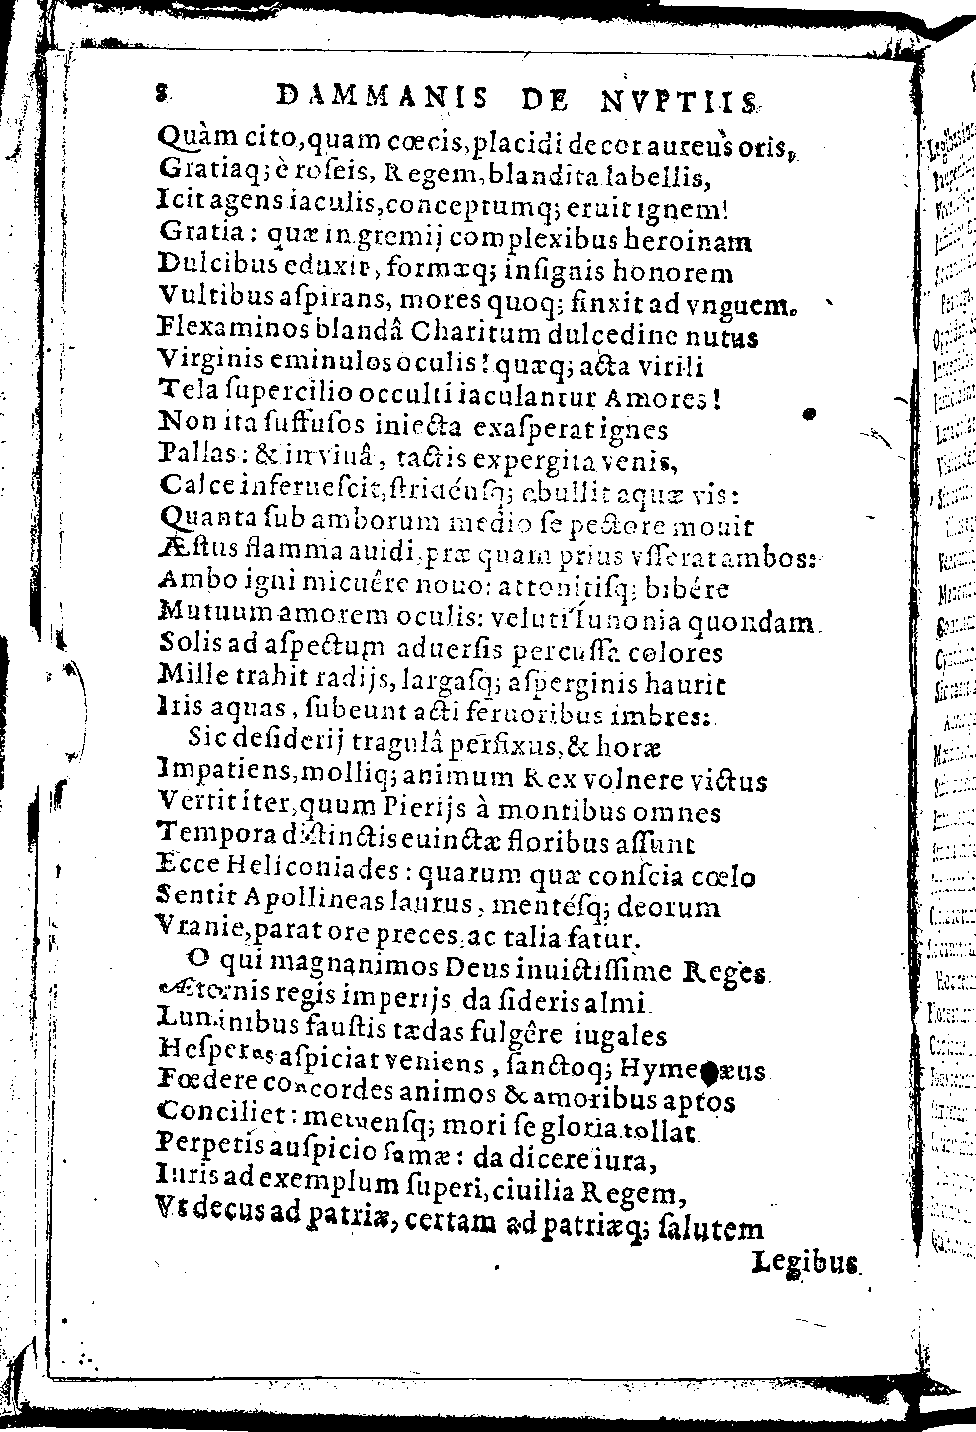 8 DAMMANIS DE NVPTIIS
Quàm cito, quam cœcis, placidi decor aureus oris,
Gratiaq; è roſeis, Regem, blandita labellis,
Icit agens iaculis, conceptumq; eruit ignem!
Gratia: quæ in gremij complexibus heroinam
Dulcibus eduxit, formæq; inſignis honorem
Vultibus aſpirans, mores quoq; finxit ad vnguem.
Flexaminos blandâ Charitum dulcedine nutus
Virginis eminulos oculis! quæq; acta virili
Tela ſupercilio occulti iaculantur Amores!
Non ita ſuffuſos iniecta exaſperat ignes
Pallas: & in viuâ, tactis expergita venis,
Calce inferueſcit, ſtridẽuſq; ebullit aquæ vis:
Quanta ſub amborum medio ſe pectore mouit
Æſtus flamma auidi, præ quam prius vſſerat ambos:
Ambo igni micuêre nouo: attonitiſq; bibére
Mutuum amorem oculis: veluti Iunonia quondam
Solis ad aſpectum aduerſis percuſſa colores
Mille trahit radijs, largaſq; aſperginis haurit
Iris aquas, ſubeunt acti feruoribus imbres:
Sic deſiderij tragulâ perfixus, & horæ
Impatiens, molliq; animum Rex volnere victus
Vertit iter, quum Pierijs à montibus omnes
Tempora diſtinctis euinctæ floribus aſſunt
Ecce Heliconiades: quarum quæ conſcia cœlo
Sentit Apollineas laurus, mentéſq; deorum
Vranie, parat ore preces, ac talia fatur.
O qui magnanimos Deus inuictiſſime Reges
Æternis regis imperijs da ſideris almi
Luminibus fauſtis tædas fulgêre iugales
Heſperus aſpiciat veniens, ſanctoq; Hymenæus
Fœdere concordes animos & amoribus aptos
Conciliet: metuenſq; mori ſe gloria tollat
Perpetis auſpicio famæ: da dicere iura,
Iuris ad exemplum ſuperi, ciuilia Regem,
Vt decus ad patriæ, certam ad patriæq; ſalutem
Legibus